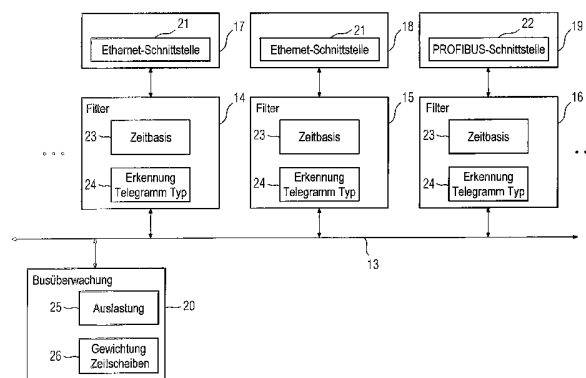 21
17
Ethernet-Schnittstelle
21
18
Ethernet-Schnittstelle
22
19
PROFIBUS-Schnittstelle
Filter
14
23
Zeitbasis
24
Erkennung
Telegramm Typ
Filter
15
23
Zeitbasis
24
Erkennung
Telegramm Typ
Filter
16
23
Zeitbasis
24
Erkennung
Telegramm Typ
13
Busüberwachung
25
Auslastung
20
26
Gewichtung
Zeitscheiben